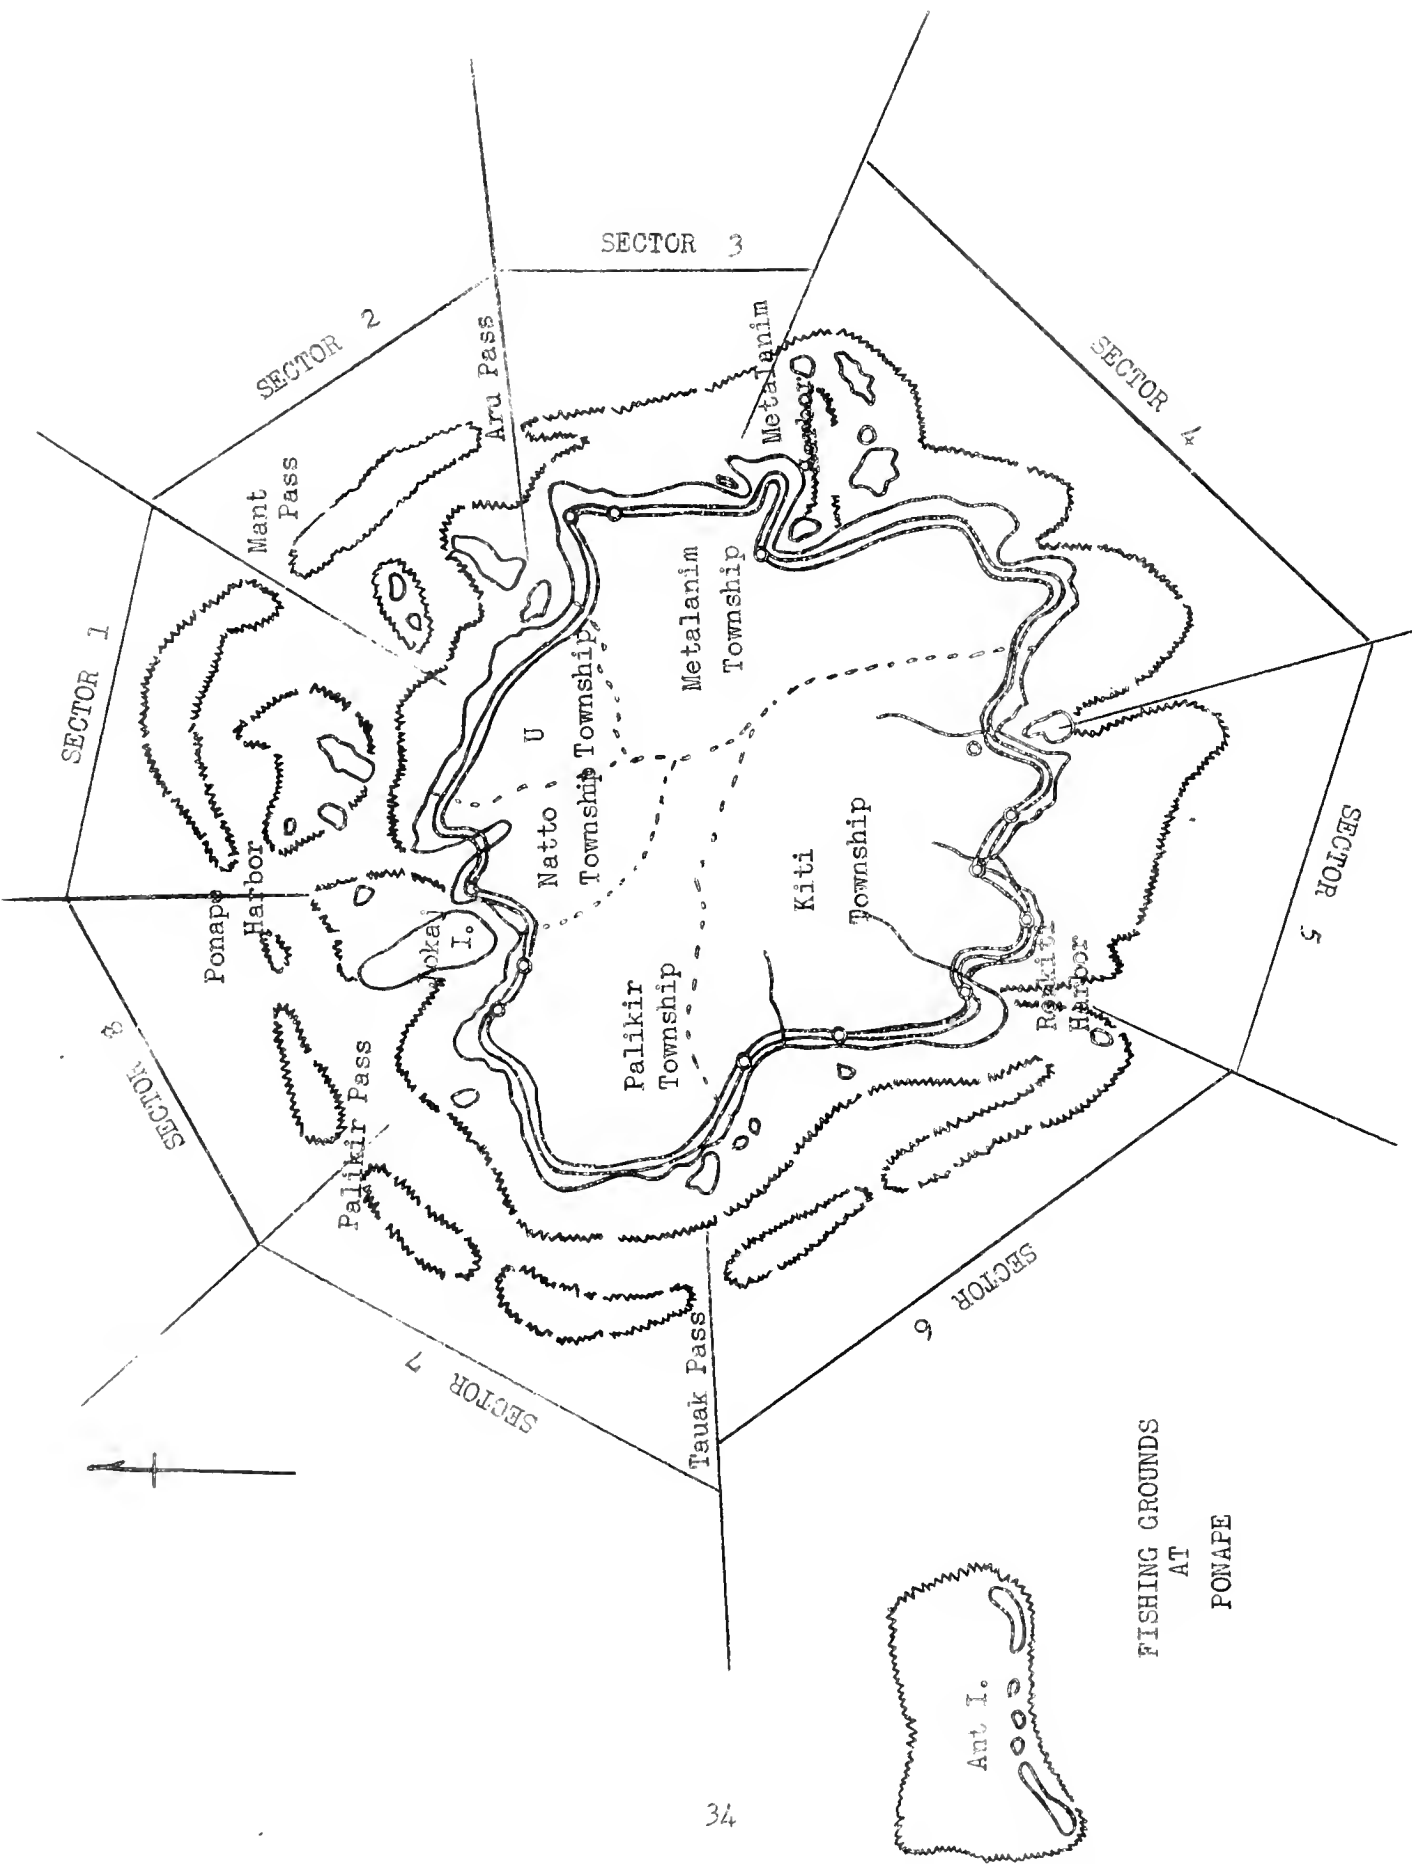 SECTOR 1
SECTOR 2
SECTOR 3
SECTOR 4
SECTOR 5
SECTOR 6
SECTOR 7
SECTOR 8
Mant
Pass
Aru Pass
Metalanim
Harbor
Ponape
Harbor
Palikir Pass
Tauak Pass
Harbor
I.
U
Township
Natto
Township
Metalanim
Township
Kiti
Township
Palikir
Township
Ant I.
FISHING GROUNDS
AT
PONAPE
34